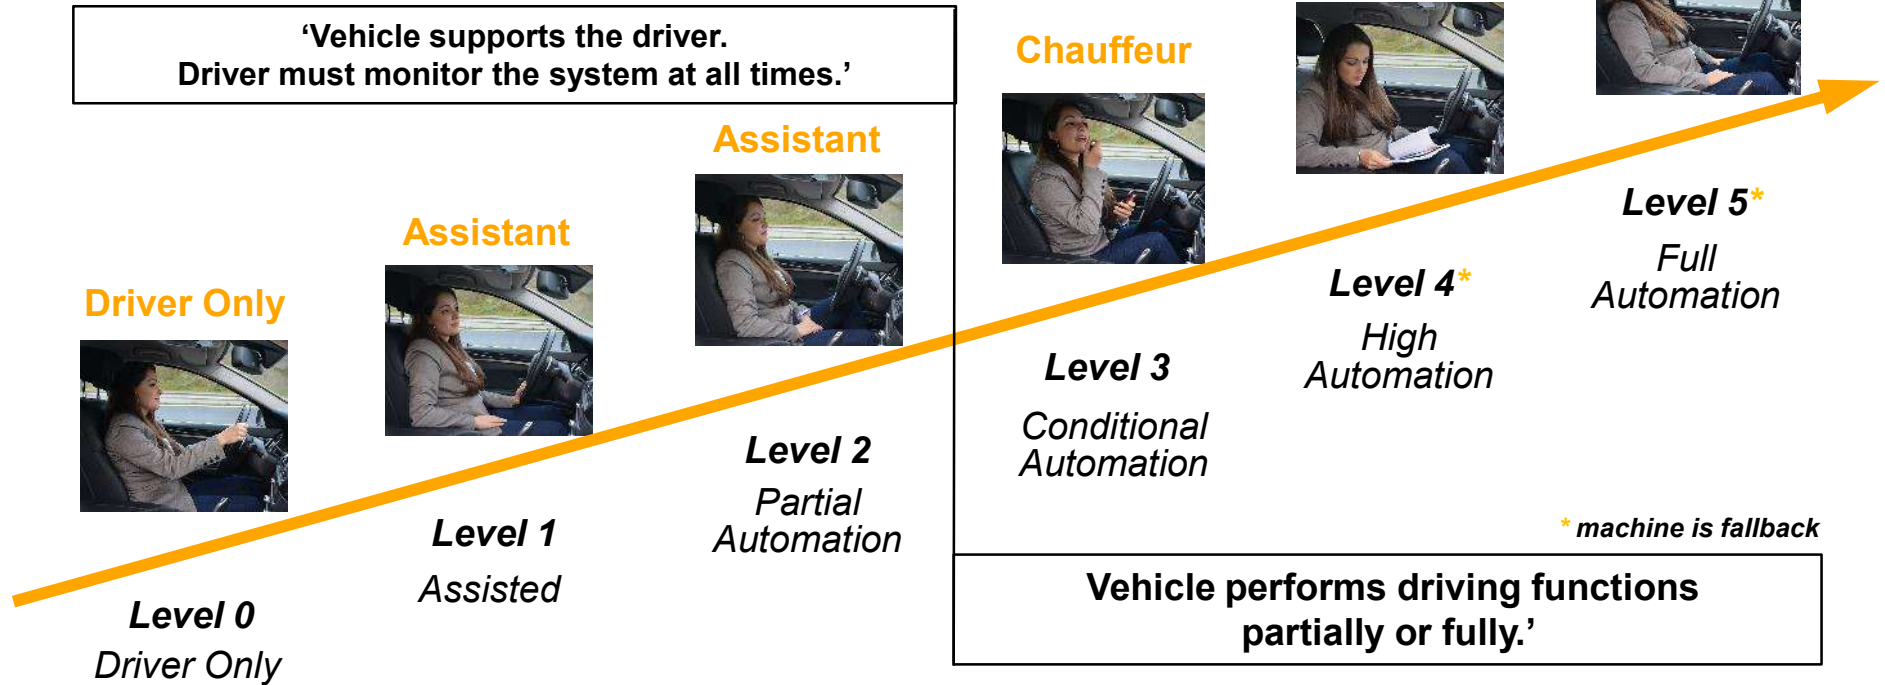 ‘Vehicle supports the driver.
Driver must monitor the system at all times.’
Driver Only
Level 0
Driver Only
Assistant
Level 1
Assisted
Assistant
Level 2
Partial
Automation
Chauffeur
Level 3
Conditional
Automation
Level 4*
High
Automation
Level 5*
Full
Automation
* machine is fallback
Vehicle performs driving functions
partially or fully.’